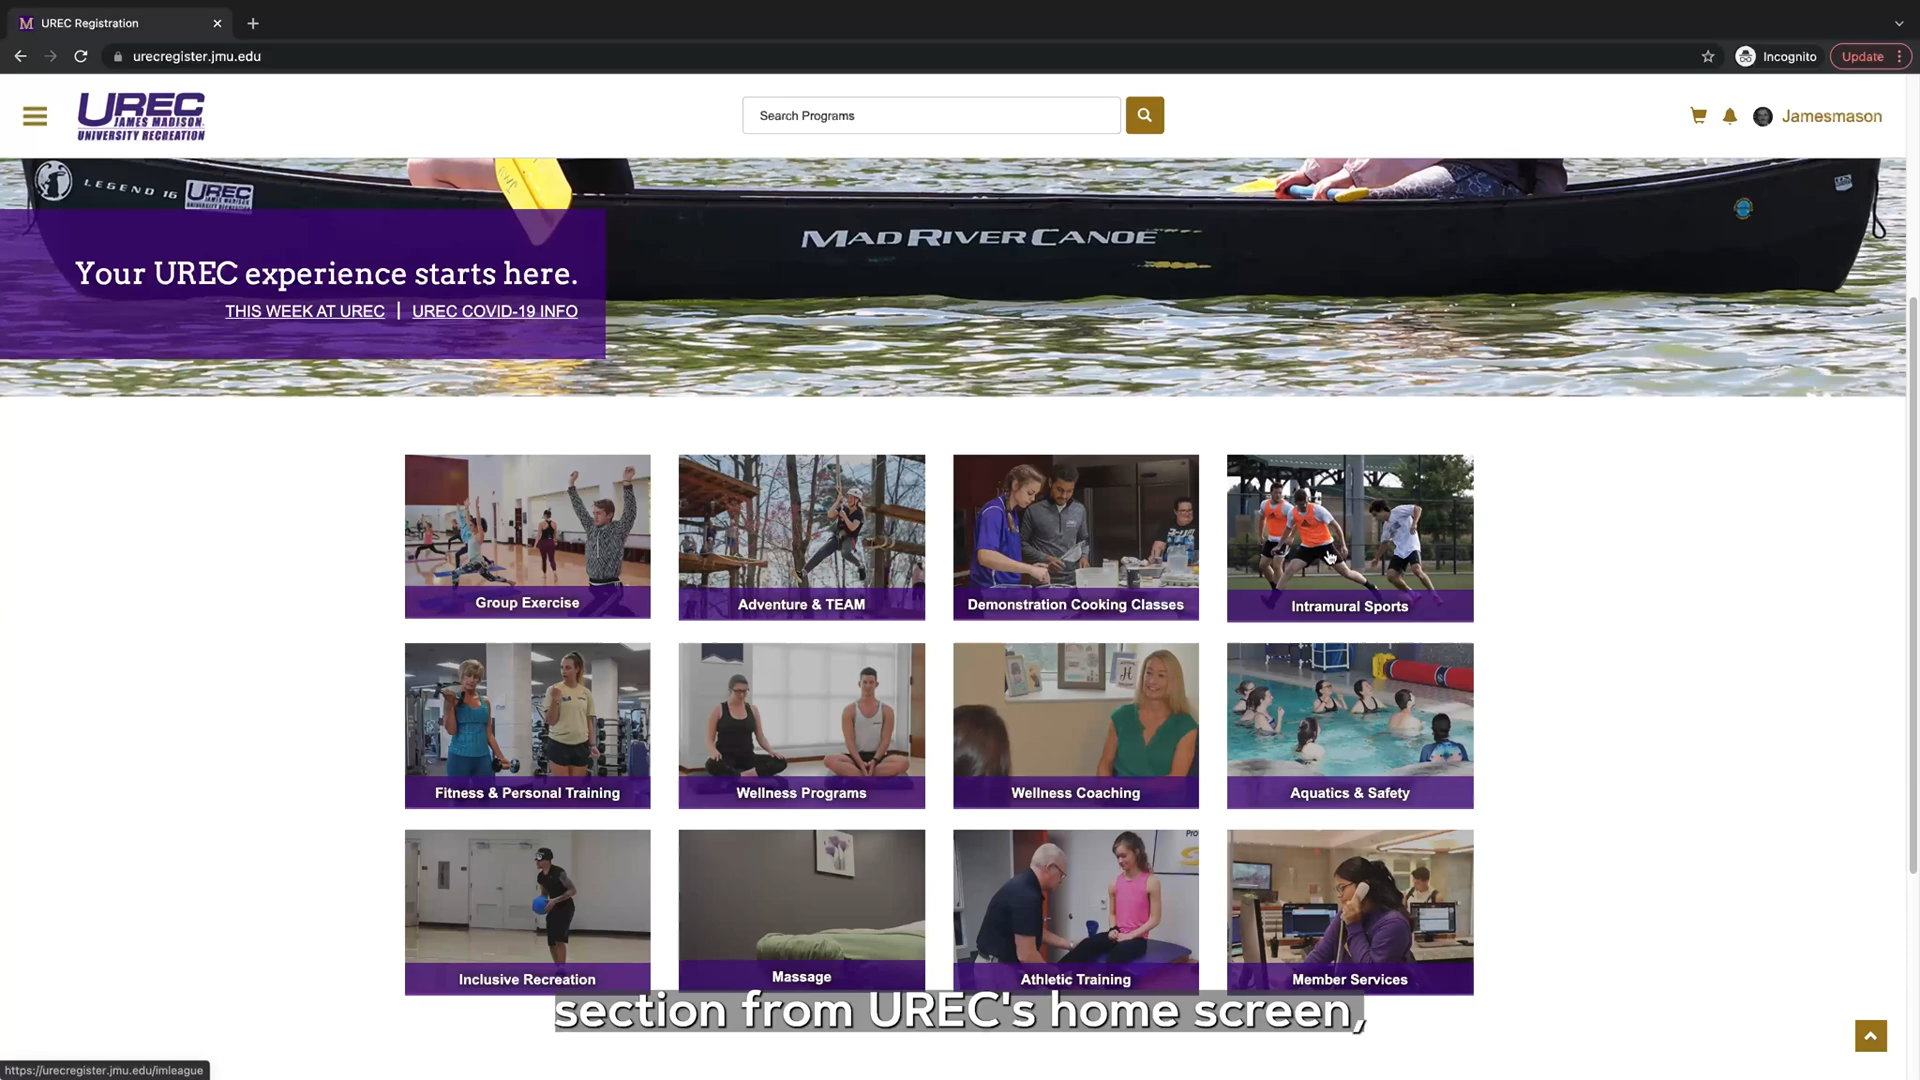 UREC Registration
urecregister.jmu.edu
Incognito
Update
UREC
JAMES MADISON
UNIVERSITY RECREATION
Search Programs
Jamesmason
LEGEND 16
UREC
MAD RIVER CANOE
Your UREC experience starts here.
THIS WEEK AT UREC | UREC COVID-19 INFO
Group Exercise
Adventure & TEAM
Demonstration Cooking Classes
Intramural Sports
Fitness & Personal Training
Wellness Programs
Wellness Coaching
Aquatics & Safety
Inclusive Recreation
Massage
Athletic Training
Member Services
section from UREC's home screen,
https://urecregister.jmu.edu/imleague